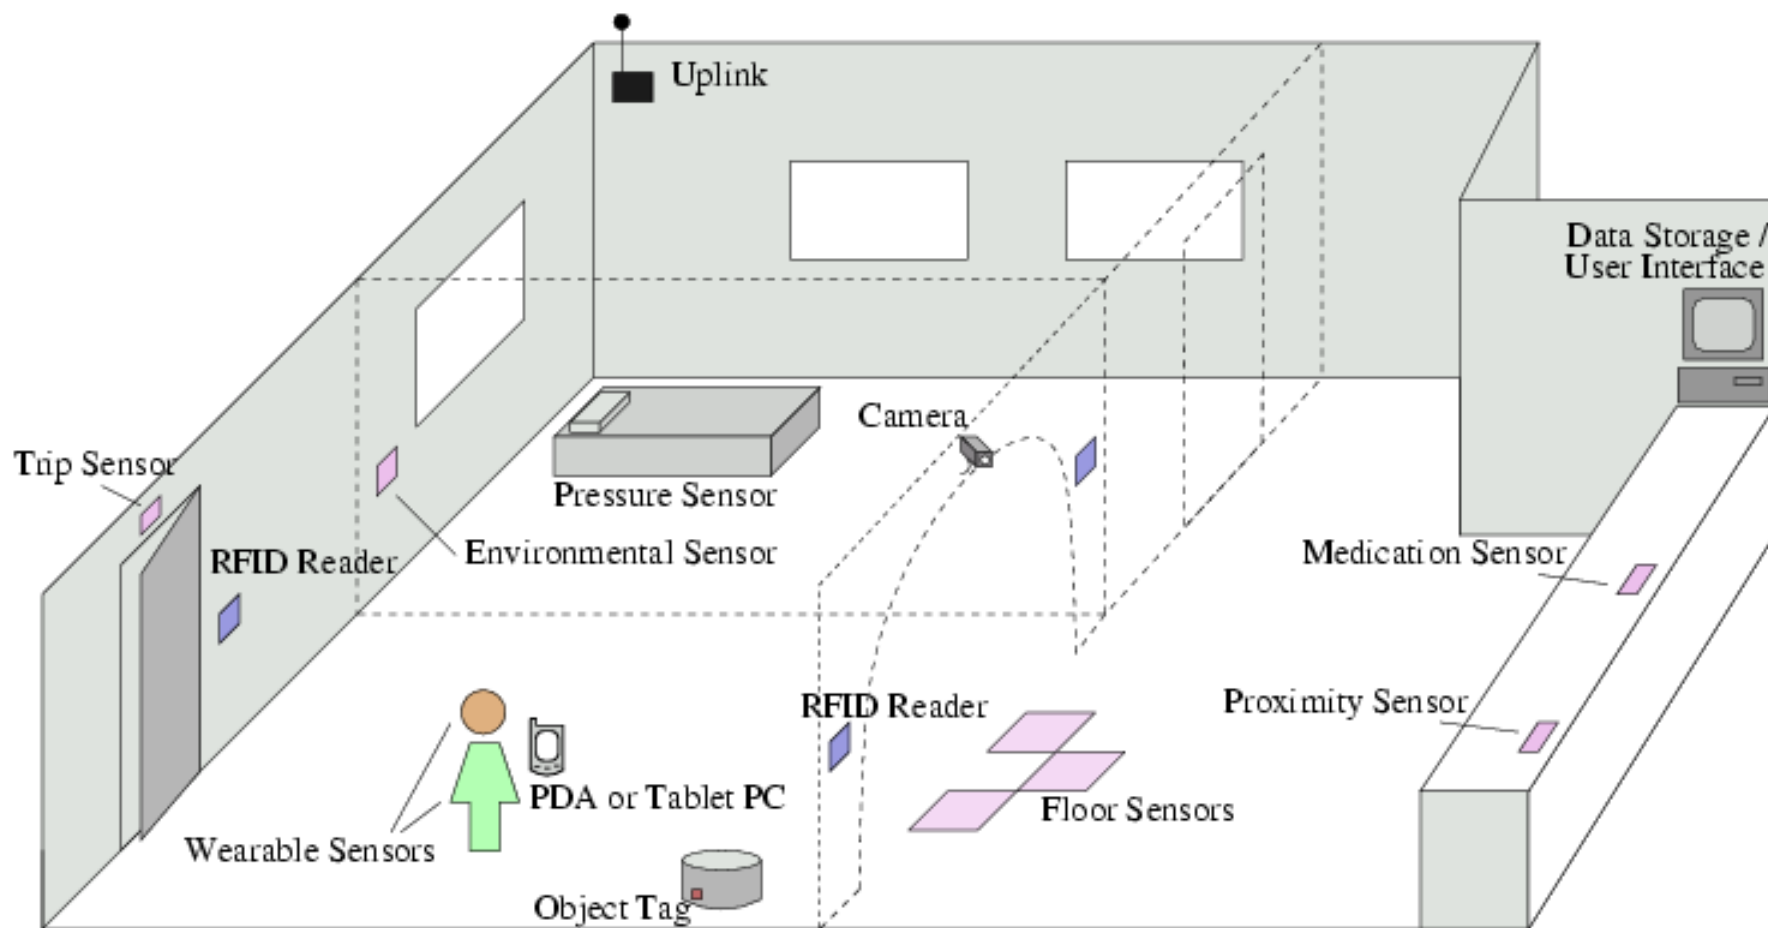 Uplink
Data Storage /
User Interface
Camera
Trip Sensor
Pressure Sensor
Environmental Sensor
Medication Sensor
RFID Reader
Proximity Sensor
RFID Reader
PDA or Tablet PC
Floor Sensors
Wearable Sensors
Object Tag